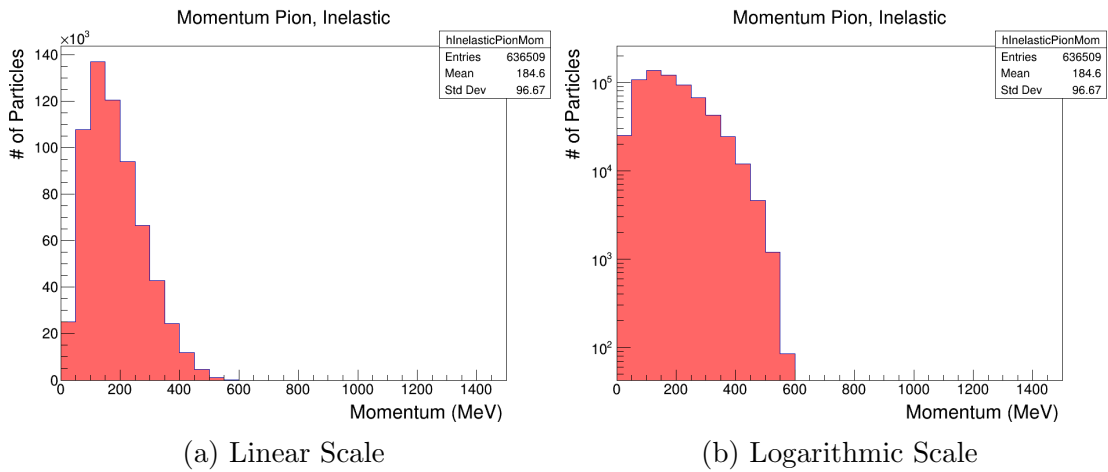 Momentum Pion, Inelastic
×10³
# of Particles
140
120
100
80
60
40
20
0
0 200 400 600 800 1000 1200 1400
Momentum (MeV)
hInelasticPionMom
Entries 636509
Mean 184.6
Std Dev 96.67
(a) Linear Scale
Momentum Pion, Inelastic
# of Particles
10⁵
10⁴
10³
10²
0 200 400 600 800 1000 1200 1400
Momentum (MeV)
hInelasticPionMom
Entries 636509
Mean 184.6
Std Dev 96.67
(b) Logarithmic Scale